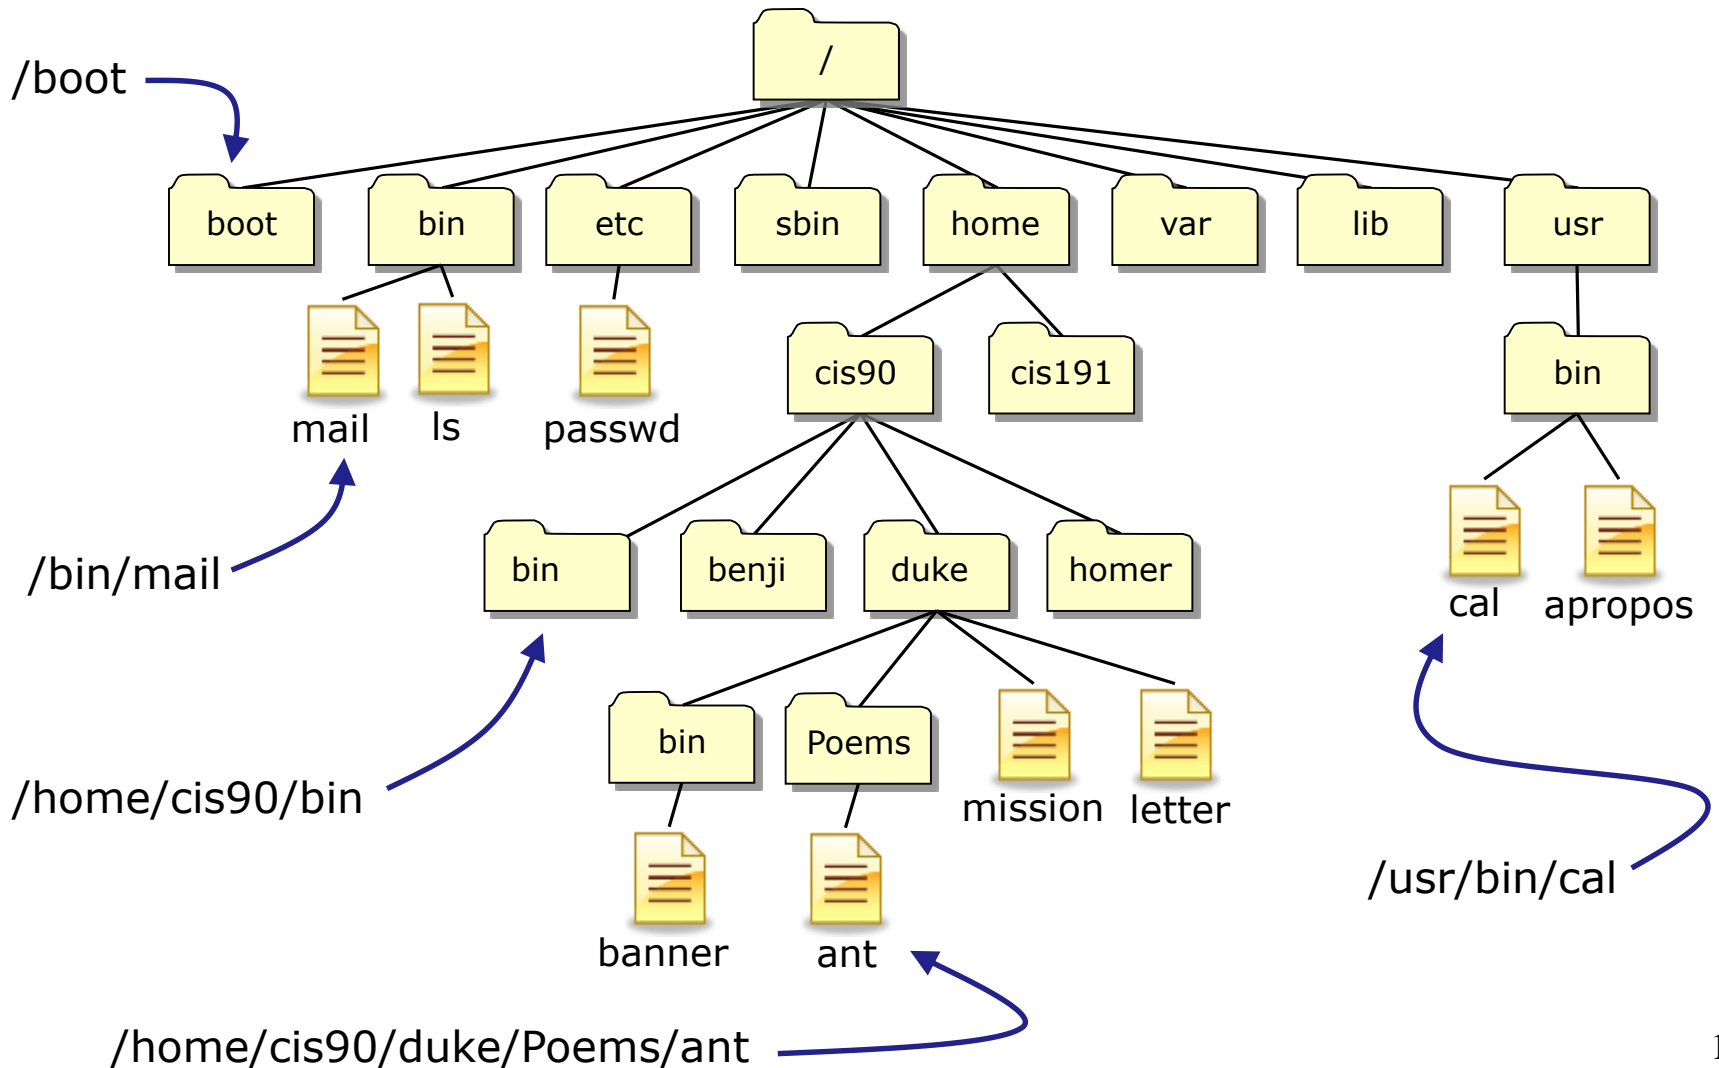 /
/boot
boot
bin
etc
sbin
home
var
lib
usr
mail
ls
passwd
cis90
cis191
bin
/bin/mail
bin
benji
duke
homer
cal
apropos
/home/cis90/bin
bin
Poems
mission
letter
/usr/bin/cal
banner
ant
/home/cis90/duke/Poems/ant
1